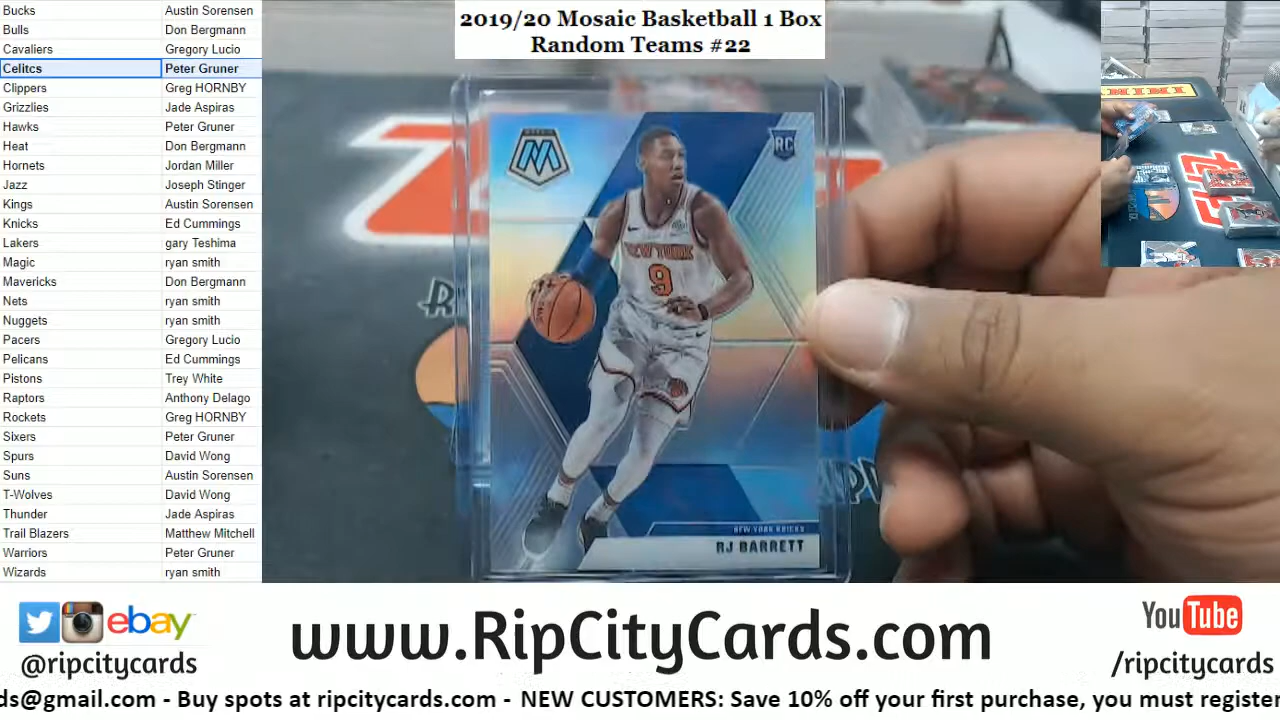 Bucks Austin Sorensen
Bulls Don Bergmann
Cavaliers Gregory Lucio
Celitcs Peter Gruner
Clippers Greg HORNBY
Grizzlies Jade Aspiras
Hawks Peter Gruner
Heat Don Bergmann
Hornets Jordan Miller
Jazz Joseph Stinger
Kings Austin Sorensen
Knicks Ed Cummings
Lakers gary Teshima
Magic ryan smith
Mavericks Don Bergmann
Nets ryan smith
Nuggets ryan smith
Pacers Gregory Lucio
Pelicans Ed Cummings
Pistons Trey White
Raptors Anthony Delago
Rockets Greg HORNBY
SIxers Peter Gruner
Spurs David Wong
Suns Austin Sorensen
T-Wolves David Wong
Thunder Jade Aspiras
Trail Blazers Matthew Mitchell
Warriors Peter Gruner
Wizards ryan smith
2019/20 Mosaic Basketball 1 Box
Random Teams #22
RC
NEW YORK
9
NEW YORK KNICKS
RJ BARRETT
ebay
@ripcitycards
www.RipCityCards.com
YouTube
/ripcitycards
ds@gmail.com - Buy spots at ripcitycards.com - NEW CUSTOMERS: Save 10% off your first purchase, you must register